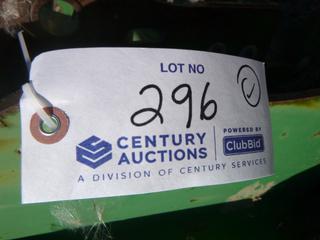 LOT NO
296
CENTURY AUCTIONS
POWERED BY
ClubBid
A DIVISION OF CENTURY SERVICES